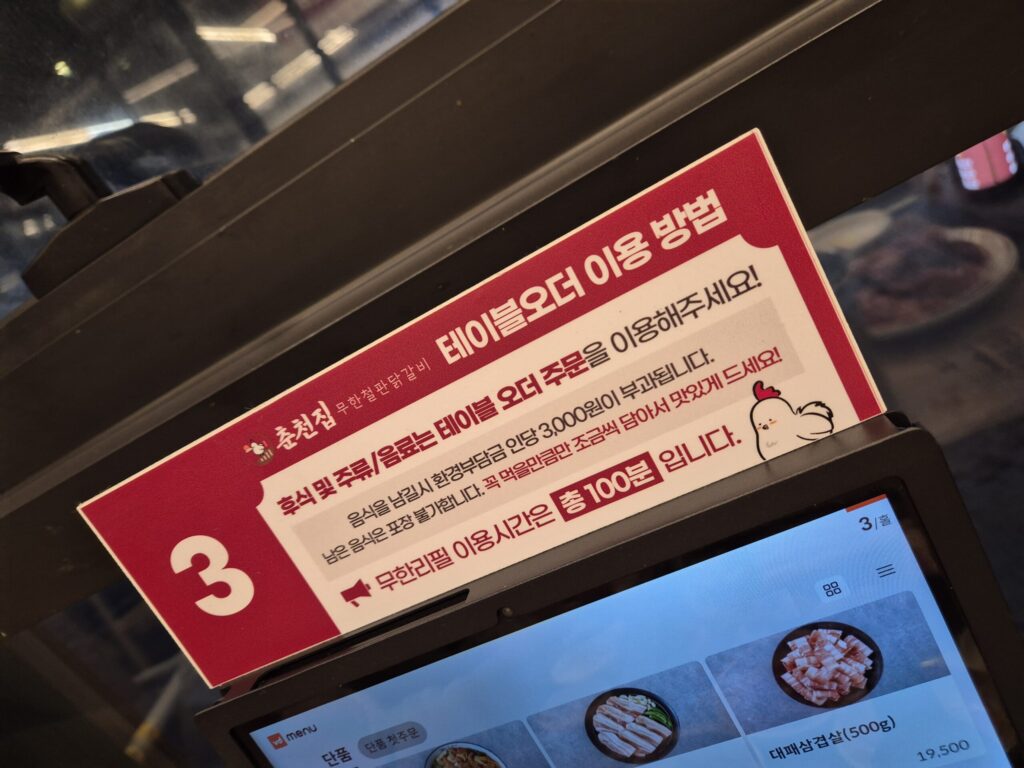 춘천집 무한철판닭갈비 테이블오더 이용 방법
3
후식 및 주류/음료는 테이블 오더 주문을 이용해주세요!
음식을 남길시 환경부담금 인당 3,000원이 부과됩니다.
남은 음식은 포장 불가합니다. 꼭 먹을만큼만 조금씩 담아서 맛있게 드세요!
무한리필 이용시간은 총 100분 입니다.
3/홀
menu
단품
단품 첫주문
대패삼겹살(500g)
19,500